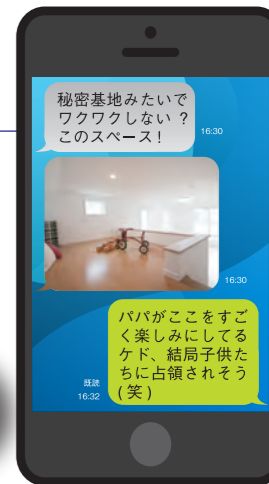 秘密基地みたいで
ワクワクしない ?
このスペース!
16:30
16:30
パパがここをすご
く楽しみにしてる
ケド、結局子供た
ちに占領されそう
(笑)
既読
16:32